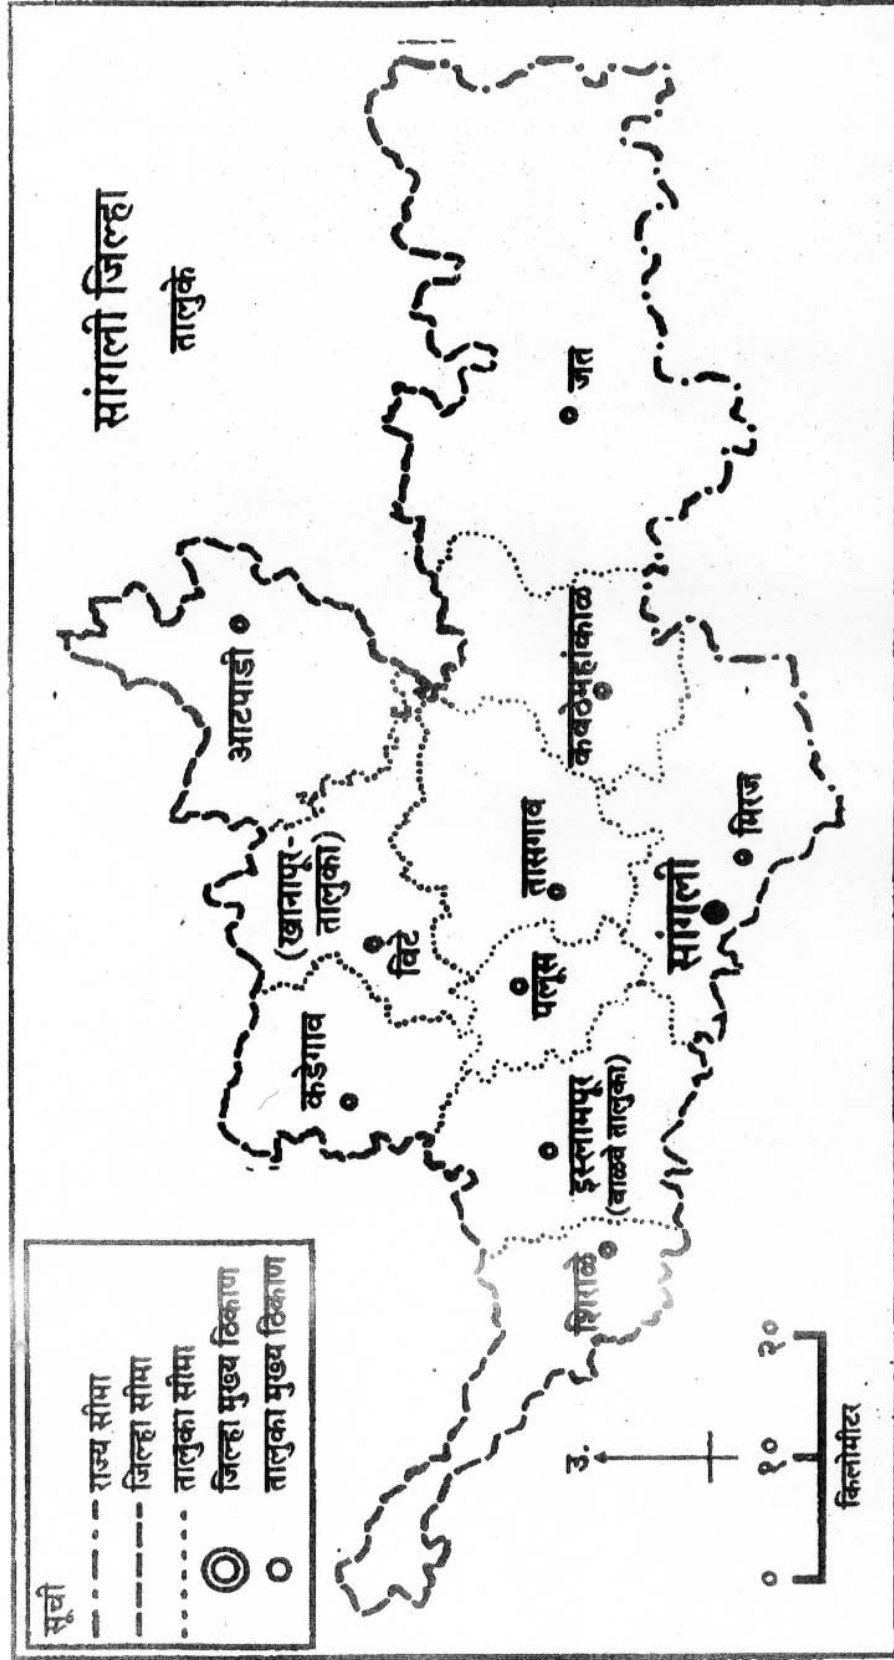 सांगली जिल्हा
तालुके
आटपाडी
(खानापूर-
तालुका)
विटे
कडेगाव
तासगाव
पलूस
कवठेमहांकाळ
जत
इस्लामपूर
(वाळवे तालुका)
शिराळे
सांगली
मिरज
सूची
राज्य सीमा
जिल्हा सीमा
तालुका सीमा
जिल्हा मुख्य ठिकाण
तालुका मुख्य ठिकाण
उ.
० १० २०
किलोमीटर